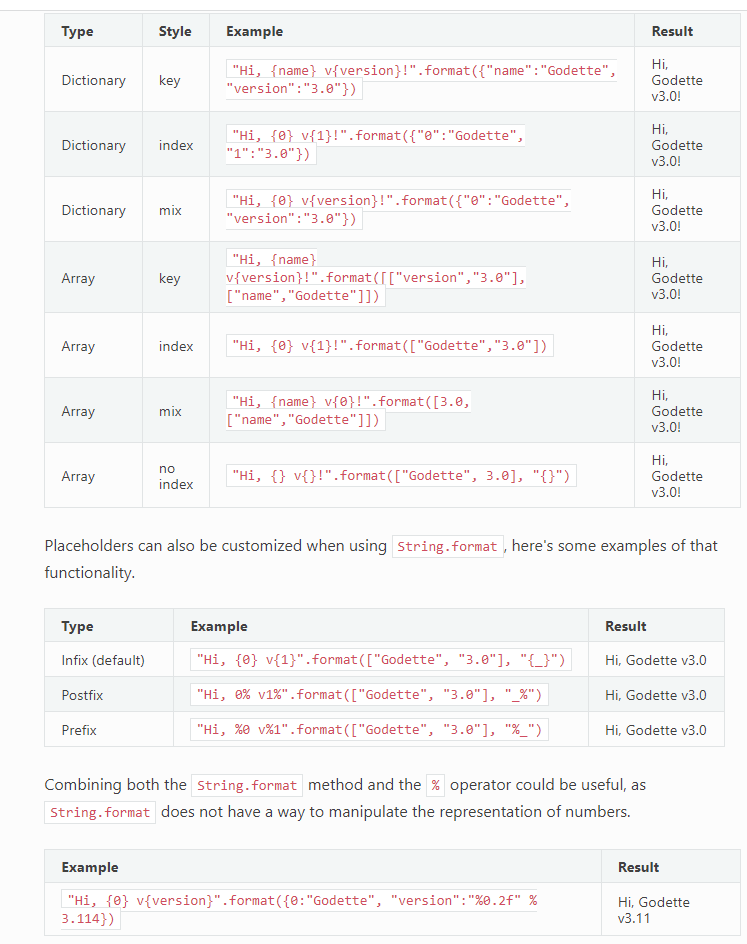 Type Style Example Result
Dictionary key "Hi, {name} v{version}!".format({"name":"Godette",
"version":"3.0"}) Hi,
Godette
v3.0!
Dictionary index "Hi, {0} v{1}!".format({"0":"Godette",
"1":"3.0"}) Hi,
Godette
v3.0!
Dictionary mix "Hi, {0} v{version}!".format({"0":"Godette",
"version":"3.0"}) Hi,
Godette
v3.0!
Array key "Hi, {name}
v{version}!".format([["version","3.0"],
["name","Godette"]]) Hi,
Godette
v3.0!
Array index "Hi, {0} v{1}!".format(["Godette","3.0"]) Hi,
Godette
v3.0!
Array mix "Hi, {name} v{0}!".format([3.0,
["name","Godette"]]) Hi,
Godette
v3.0!
Array no
index "Hi, {} v{}!".format(["Godette", 3.0], "{}") Hi,
Godette
v3.0!
Placeholders can also be customized when using String.format, here's some examples of that
functionality.
Type Example Result
Infix (default) "Hi, {0} v{1}".format(["Godette", "3.0"], "{_}") Hi, Godette v3.0
Postfix "Hi, 0% v1%".format(["Godette", "3.0"], "_%") Hi, Godette v3.0
Prefix "Hi, %0 v%1".format(["Godette", "3.0"], "%_") Hi, Godette v3.0
Combining both the String.format method and the % operator could be useful, as
String.format does not have a way to manipulate the representation of numbers.
Example Result
"Hi, {0} v{version}".format({0:"Godette", "version":"%0.2f" %
3.114}) Hi, Godette
v3.11